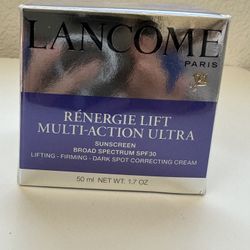 LANCÔME
PARIS
RÉNERGIE LIFT
MULTI-ACTION ULTRA
SUNSCREEN
BROAD SPECTRUM SPF30
LIFTING - FIRMING - DARK SPOT CORRECTING CREAM
50 ml NET WT. 1.7 OZ